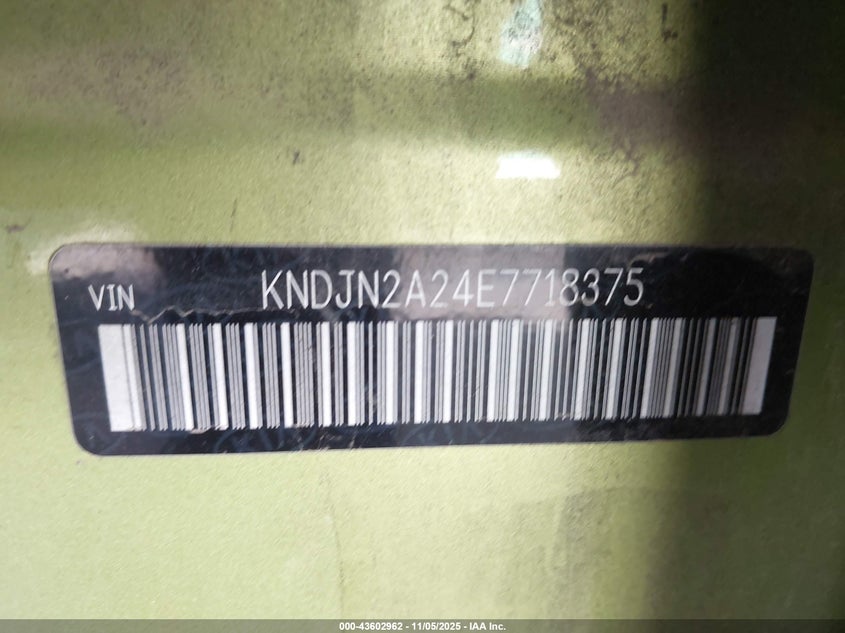 VIN KNDJN2A24E7718375
000-43602962 - 11/05/2025 - IAA Inc.